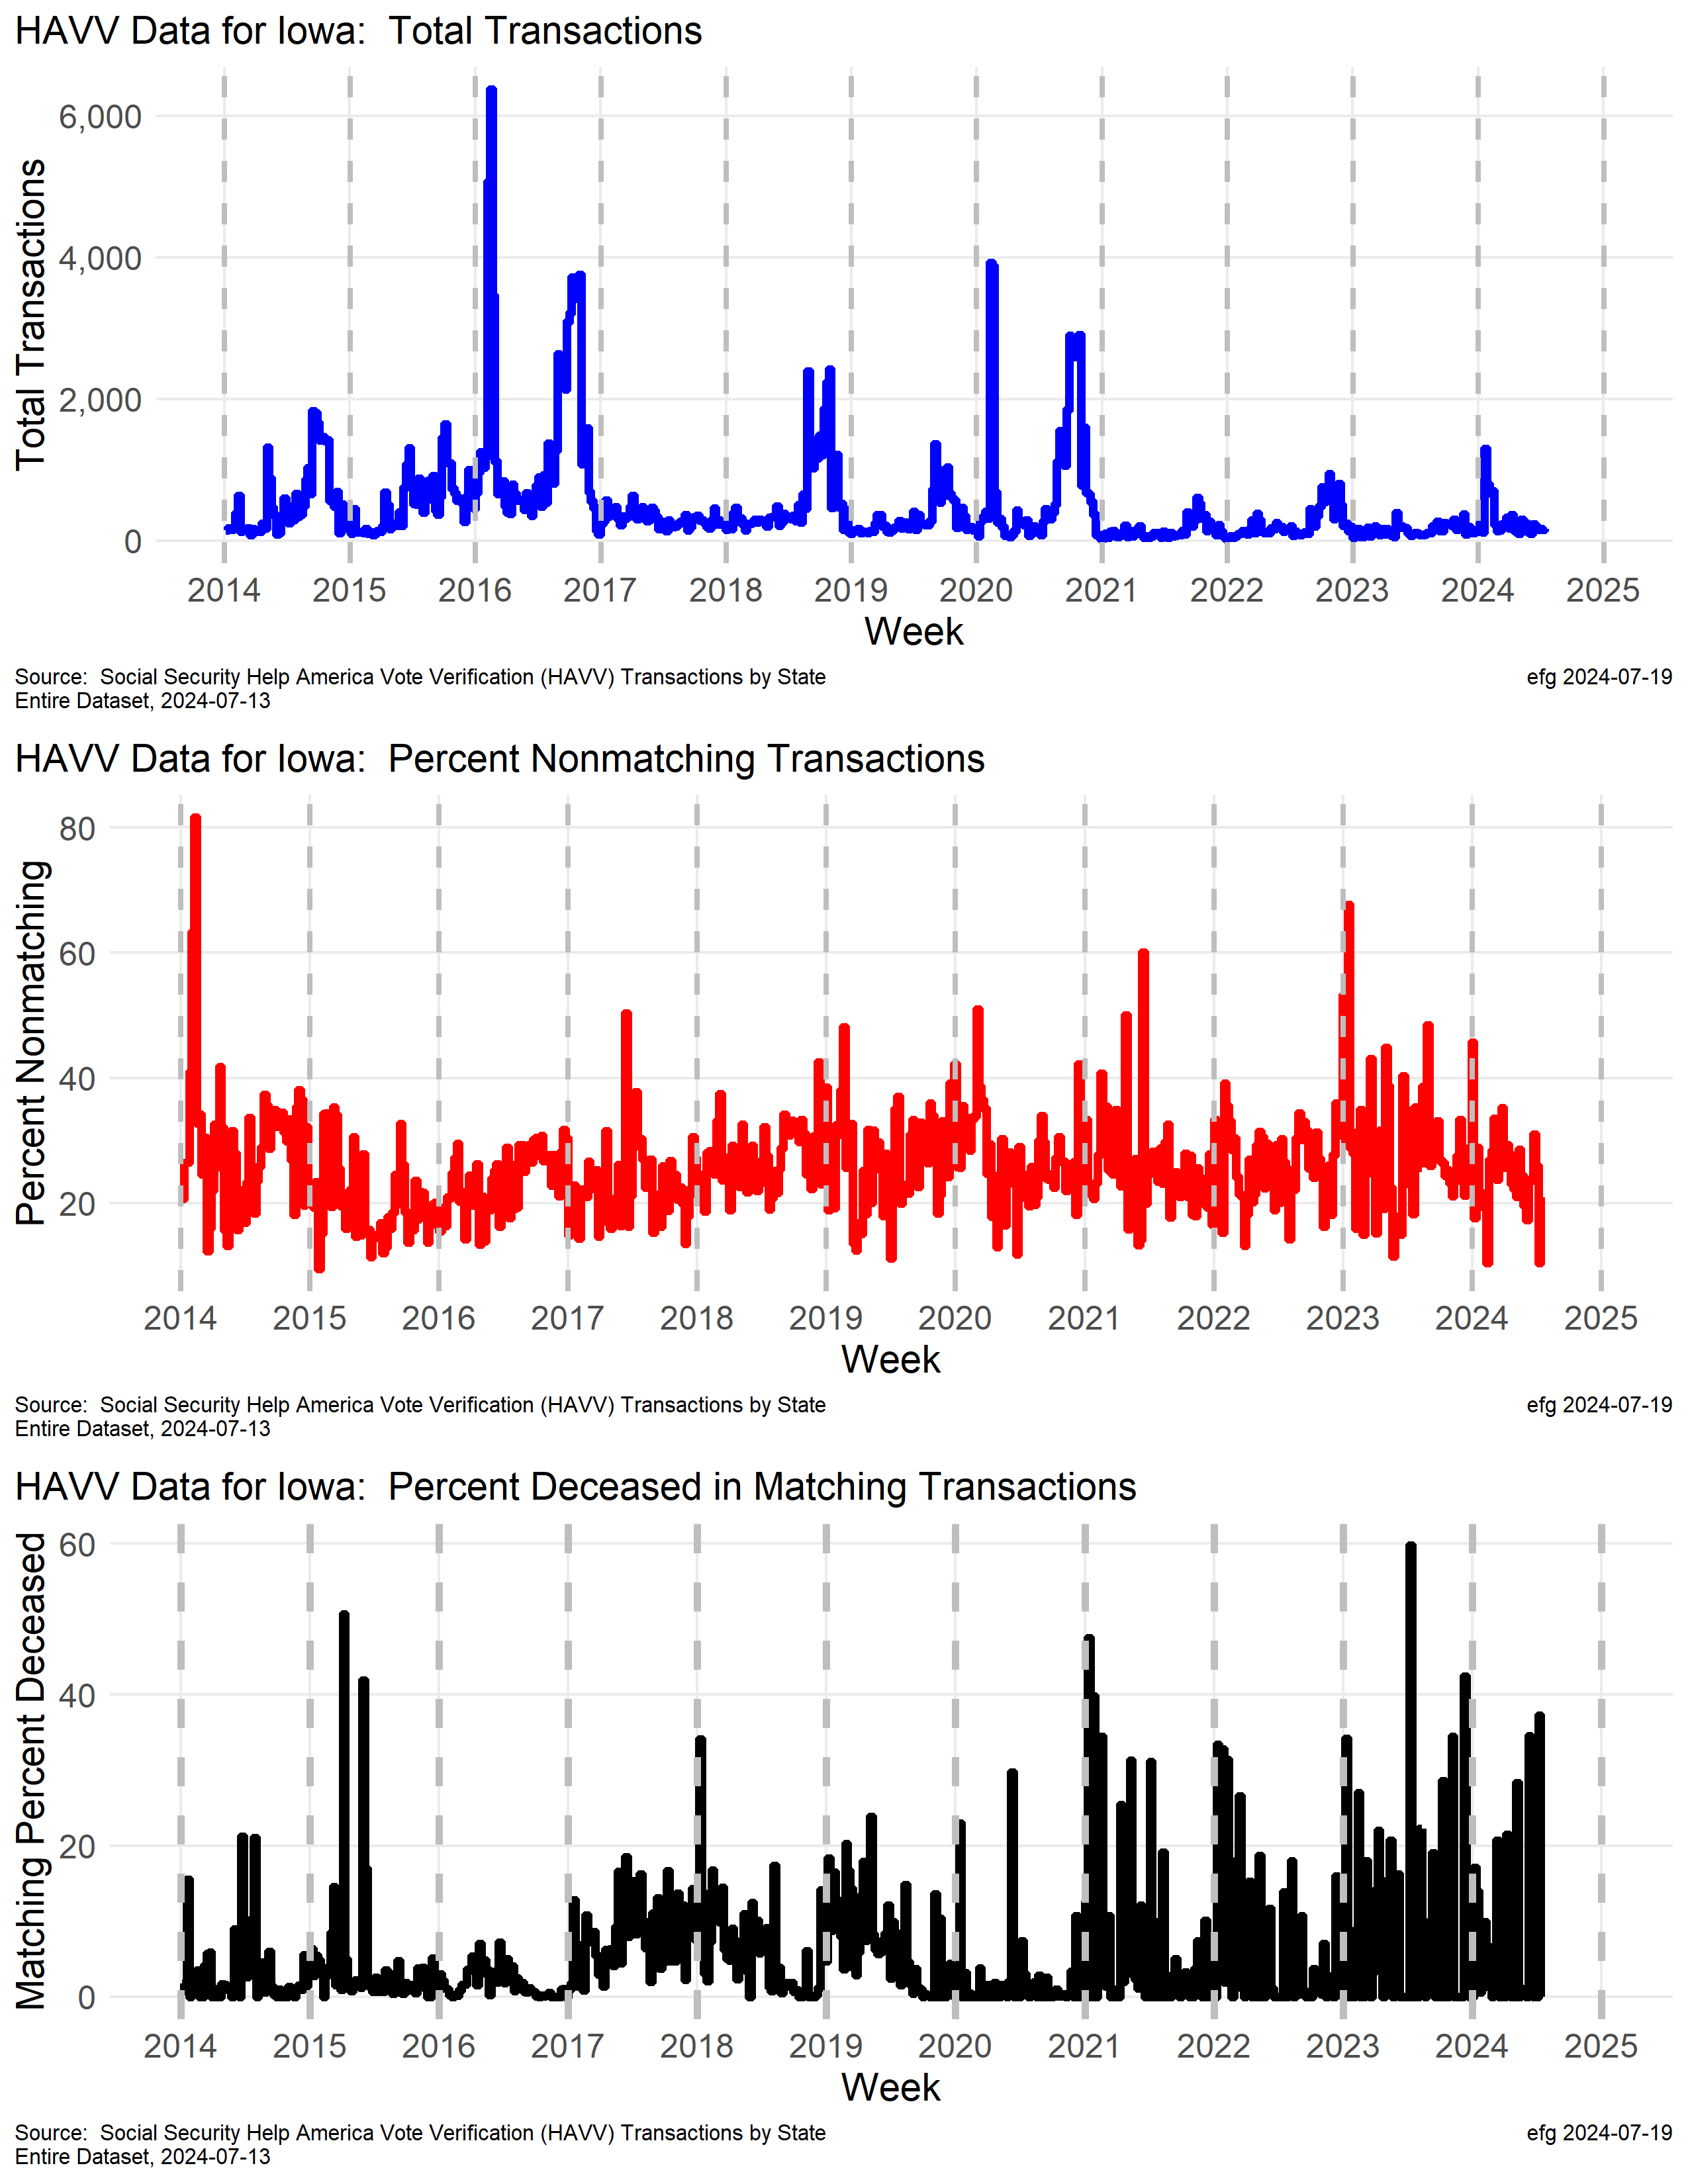 HAVV Data for Iowa:  Total Transactions
Total Transactions
6,000
4,000
2,000
0
2014 2015 2016 2017 2018 2019 2020 2021 2022 2023 2024 2025
Week
Source:  Social Security Help America Vote Verification (HAVV) Transactions by State
Entire Dataset, 2024-07-13
efg 2024-07-19
HAVV Data for Iowa:  Percent Nonmatching Transactions
Percent Nonmatching
80
60
40
20
2014 2015 2016 2017 2018 2019 2020 2021 2022 2023 2024 2025
Week
Source:  Social Security Help America Vote Verification (HAVV) Transactions by State
Entire Dataset, 2024-07-13
efg 2024-07-19
HAVV Data for Iowa:  Percent Deceased in Matching Transactions
Matching Percent Deceased
60
40
20
0
2014 2015 2016 2017 2018 2019 2020 2021 2022 2023 2024 2025
Week
Source:  Social Security Help America Vote Verification (HAVV) Transactions by State
Entire Dataset, 2024-07-13
efg 2024-07-19